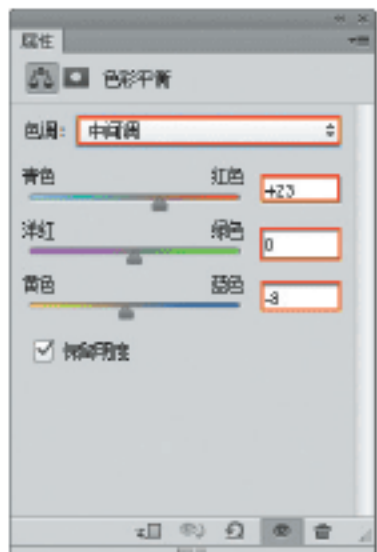 属性
色彩平衡
色调: 中间调
青色 红色 +23
洋红 绿色 0
黄色 蓝色 -8
保留明度